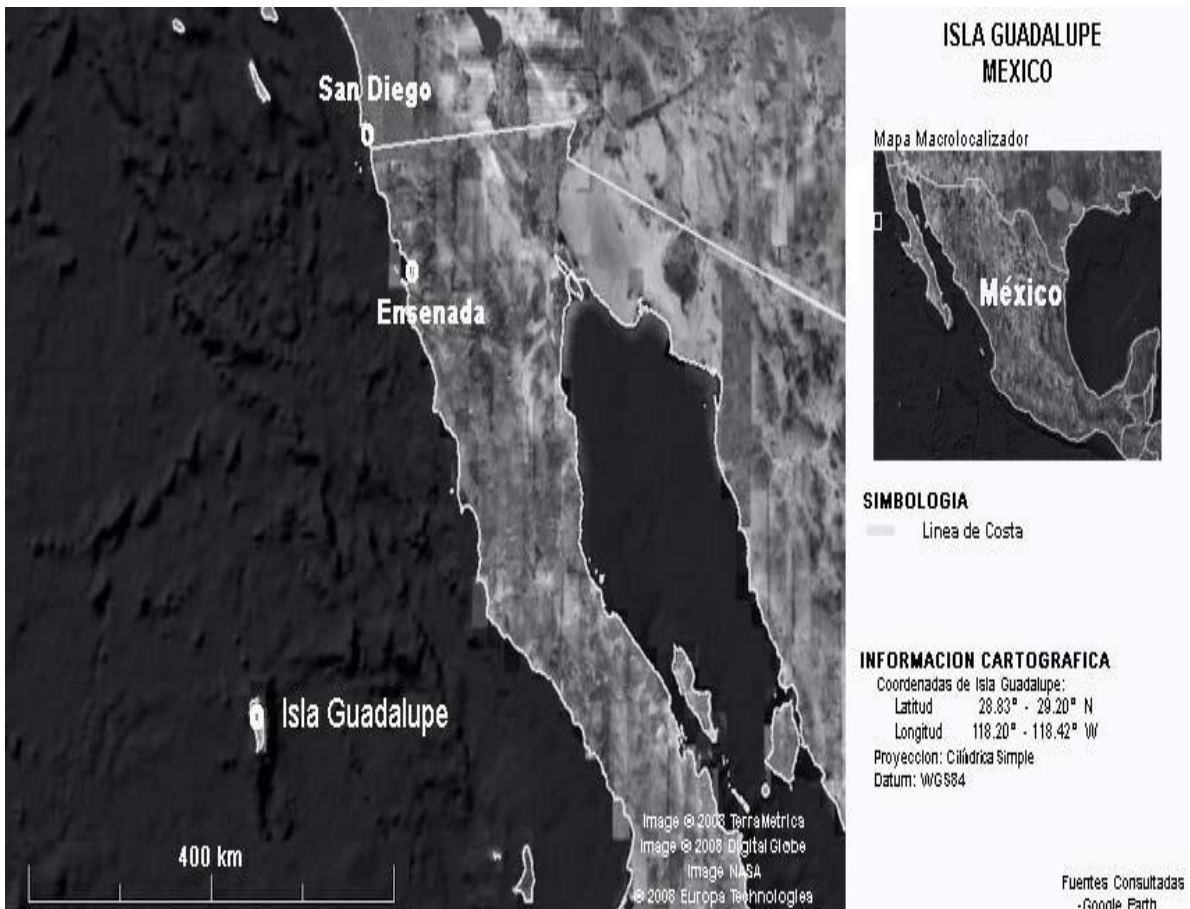 San Diego
Ensenada
Isla Guadalupe
400 km
Image © 2008 TerraMetrica
Image © 2008 Digital Globe
Image NASA
© 2008 Europa Technologies
ISLA GUADALUPE
MEXICO
Mapa Macrolocalizador
México
SIMBOLOGIA
Linea de Costa
INFORMACION CARTOGRAFICA
Coordenadas de Isla Guadalupe:
Latitud 28.83° - 29.20° N
Longitud 118.20° - 118.42° W
Proyeccion: Cilíndrica Simple
Datum: WGS84
Fuentes Consultadas
-Google Earth